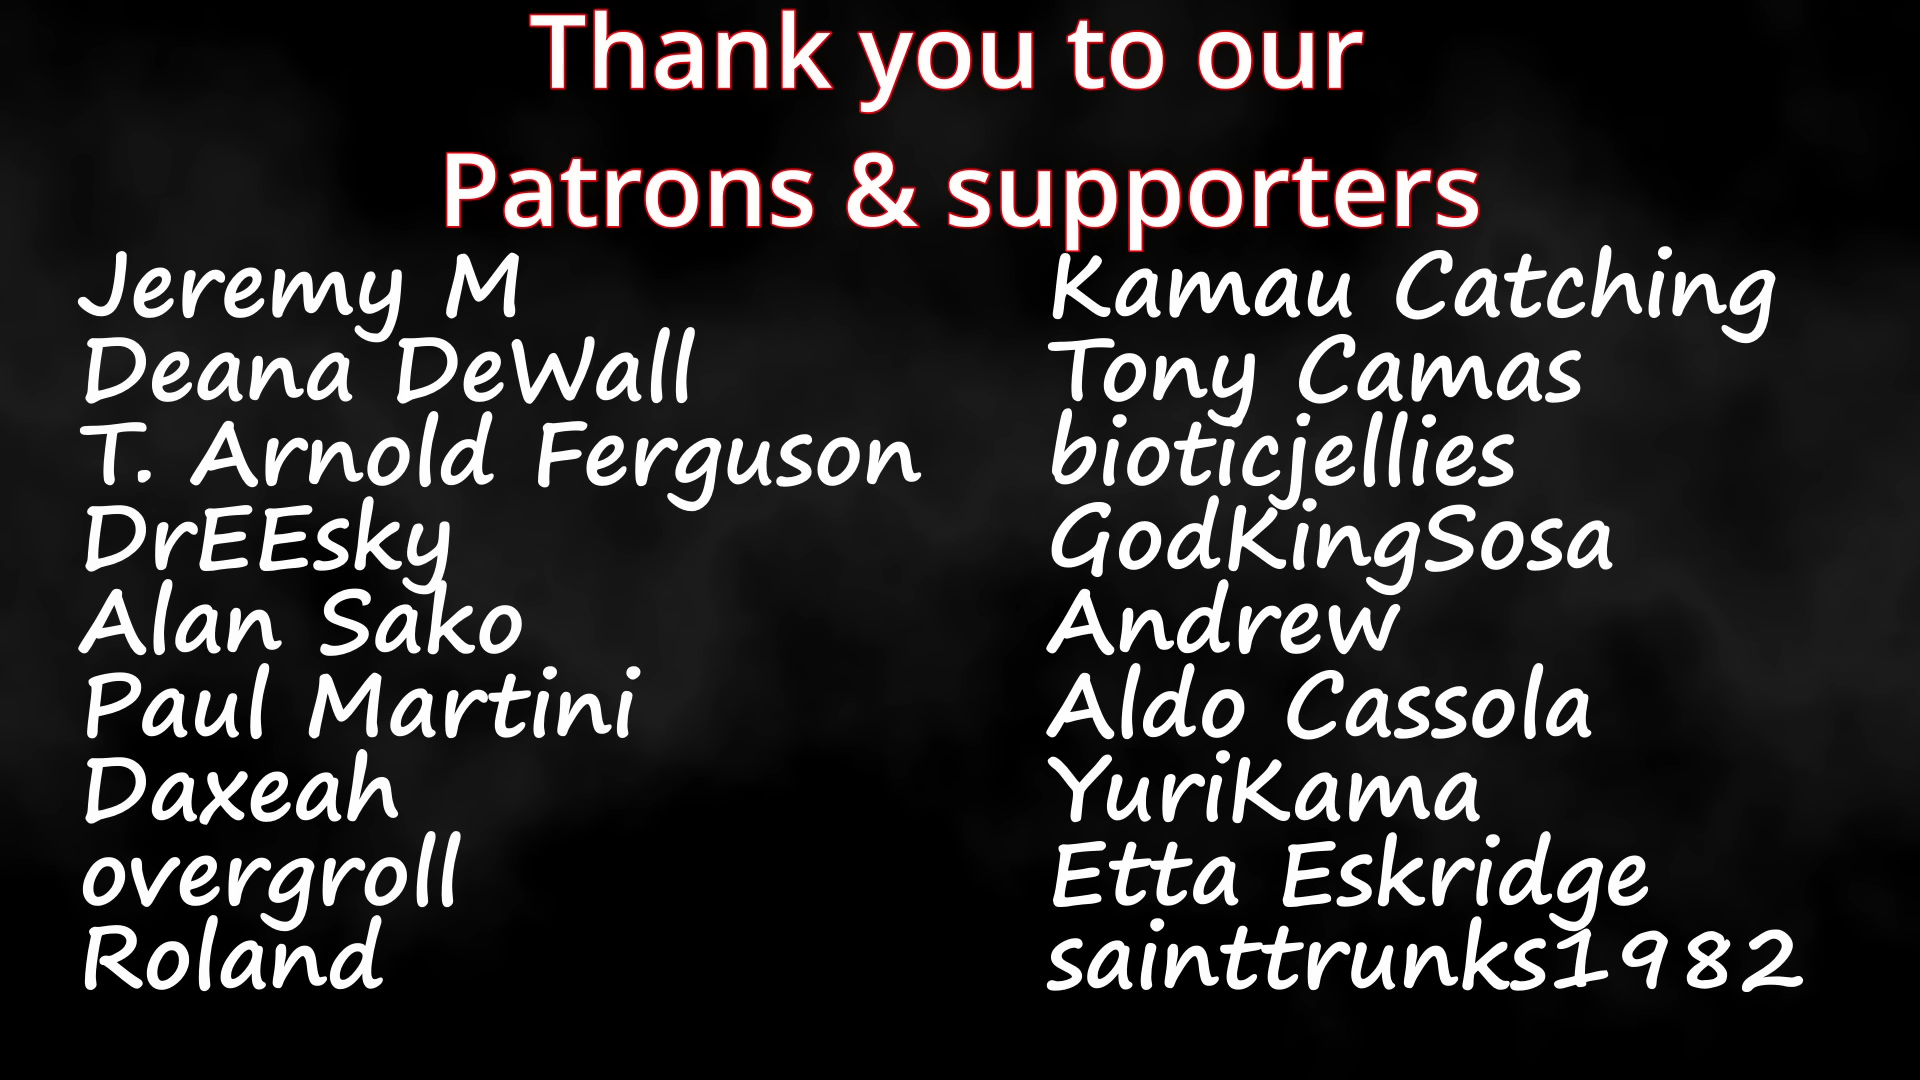 Thank you to our
Patrons & supporters
Jeremy M
Deana DeWall
T. Arnold Ferguson
DrEEsky
Alan Sako
Paul Martini
Daxeah
overgroll
Roland
Kamau Catching
Tony Camas
bioticjellies
GodKingSosa
Andrew
Aldo Cassola
YuriKama
Etta Eskridge
sainttrunks1982